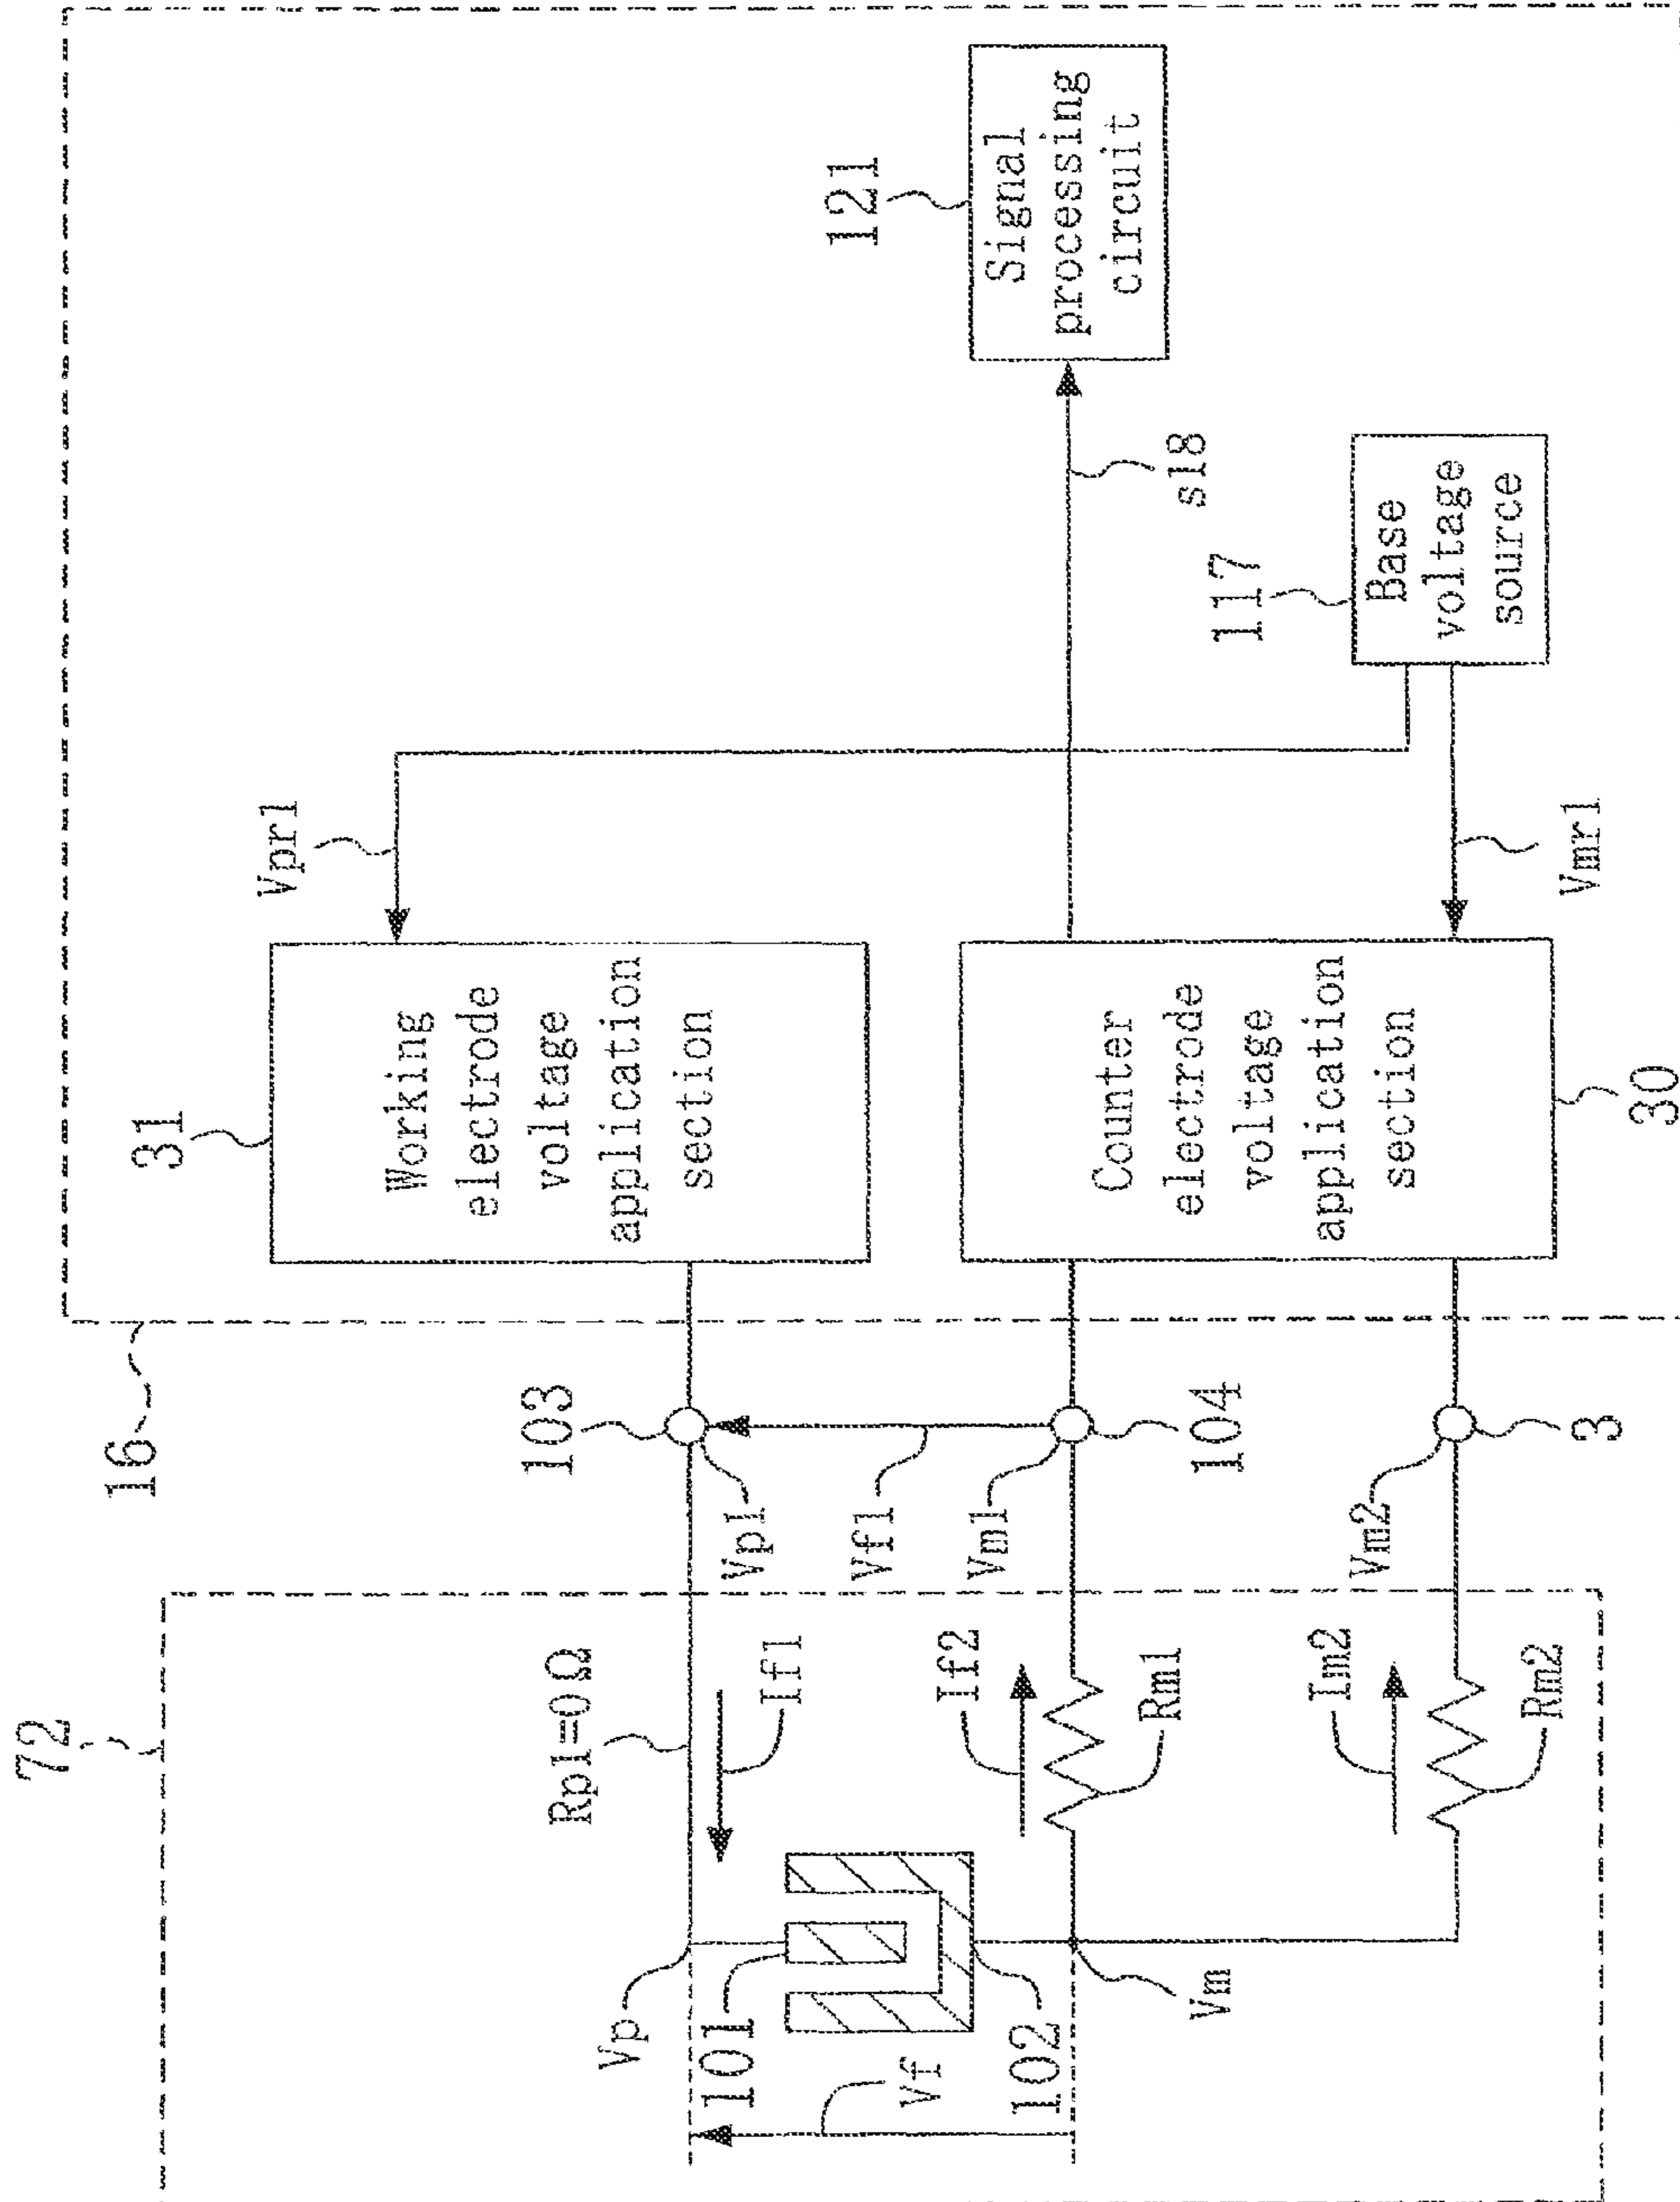 72
16
Rp1=0Ω
Vp
101
If1
Vf
102
Vm
If2
Rm1
Im2
Rm2
103
Vp1
Vf1
Vm1
104
Vm2
3
31
Working
electrode
voltage
application
section
Counter
electrode
voltage
application
section
30
Vpr1
Vmr1
s18
121
Signal
processing
circuit
117
Base
voltage
source